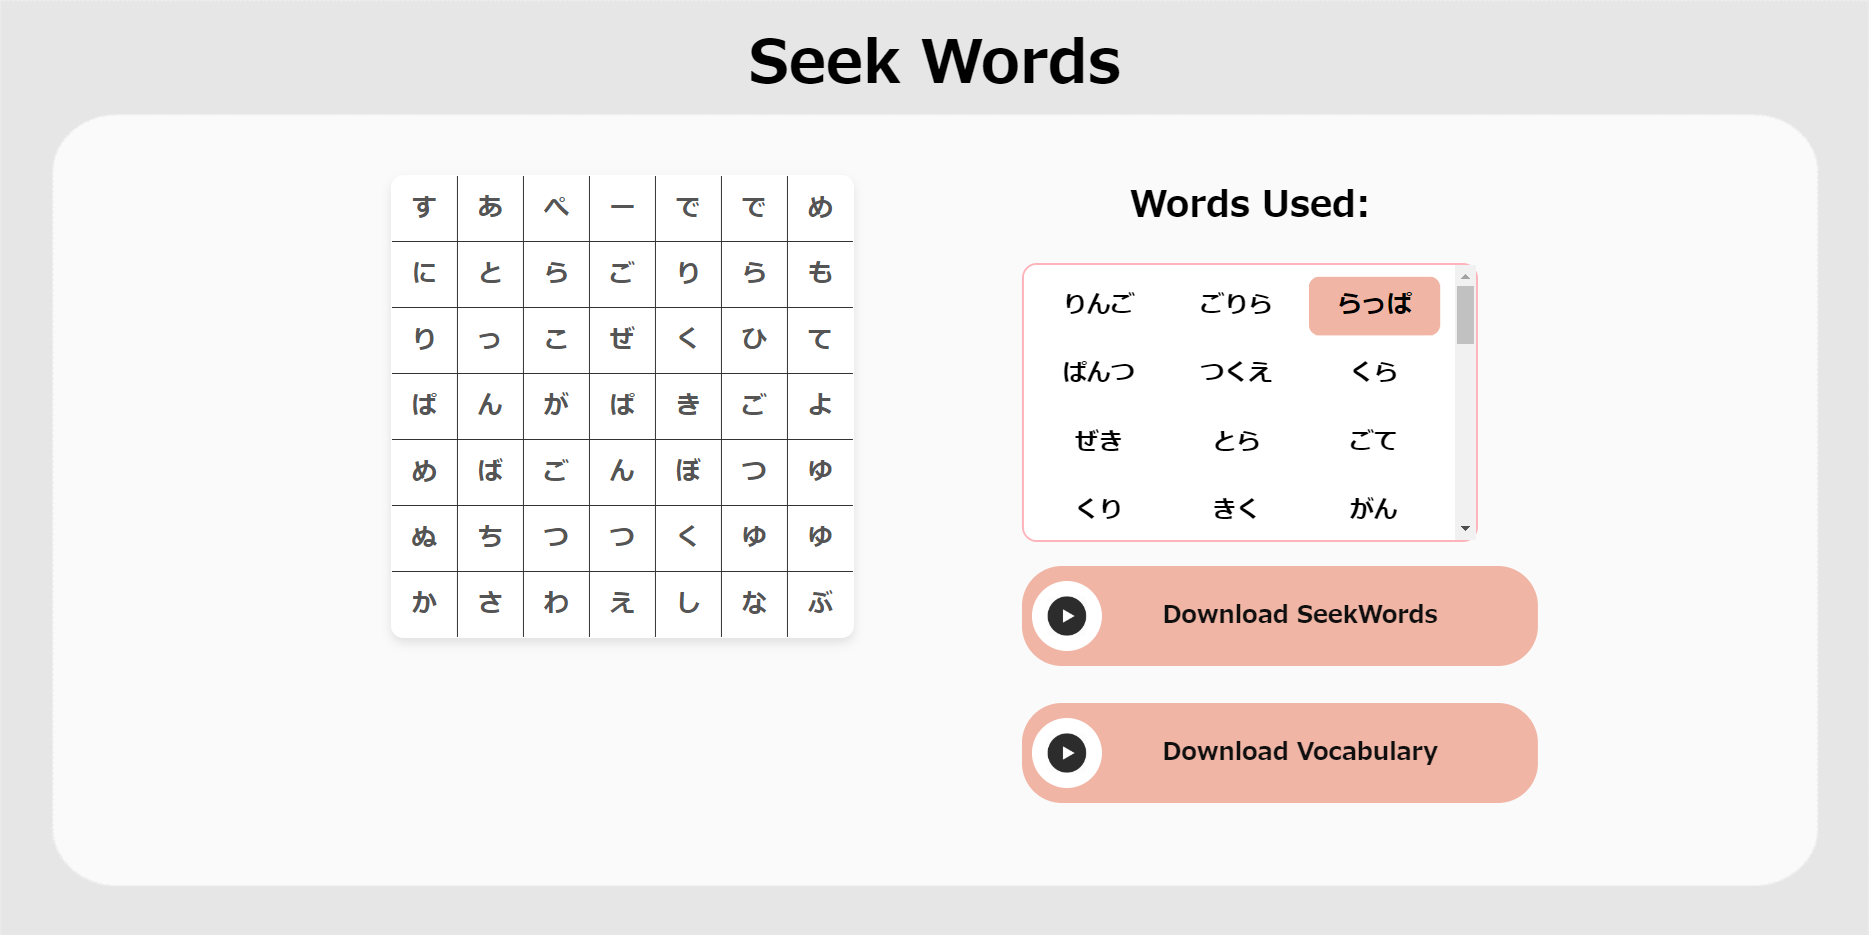 Seek Words
す あ ぺ ー で で め
に と ら ご り ら も
り っ こ ぜ く ひ て
ぱ ん が ぱ き ご よ
め ば ご ん ぼ つ ゆ
ぬ ち つ つ く ゆ ゆ
か さ わ え し な ぶ
Words Used:
りんご ごりら らっぱ
ぱんつ つくえ くら
ぜき とら ごて
くり きく がん
Download SeekWords
Download Vocabulary